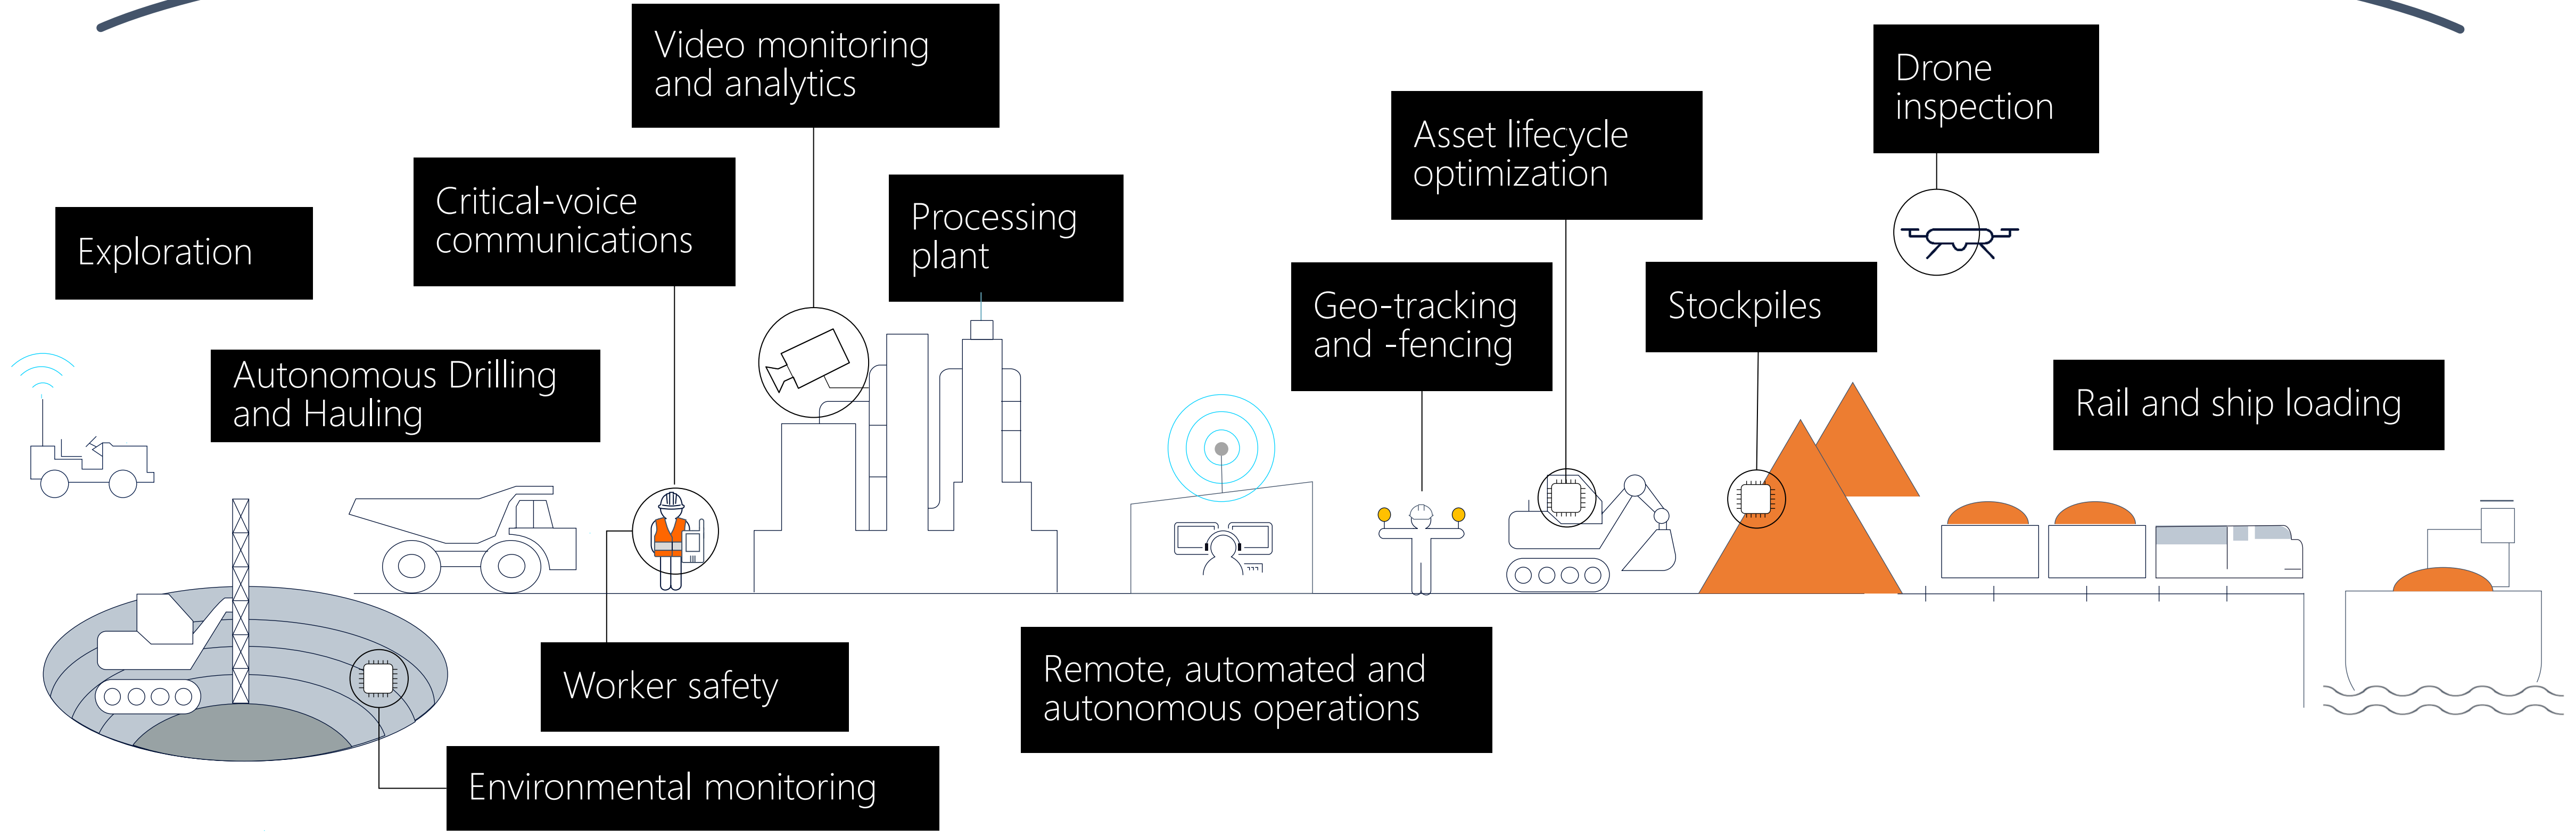 Video monitoring
and analytics
Drone
inspection
Asset lifecycle
optimization
Critical-voice
communications
Processing
plant
Exploration
Geo-tracking
and -fencing
Stockpiles
Autonomous Drilling
and Hauling
Rail and ship loading
Worker safety
Remote, automated and
autonomous operations
Environmental monitoring